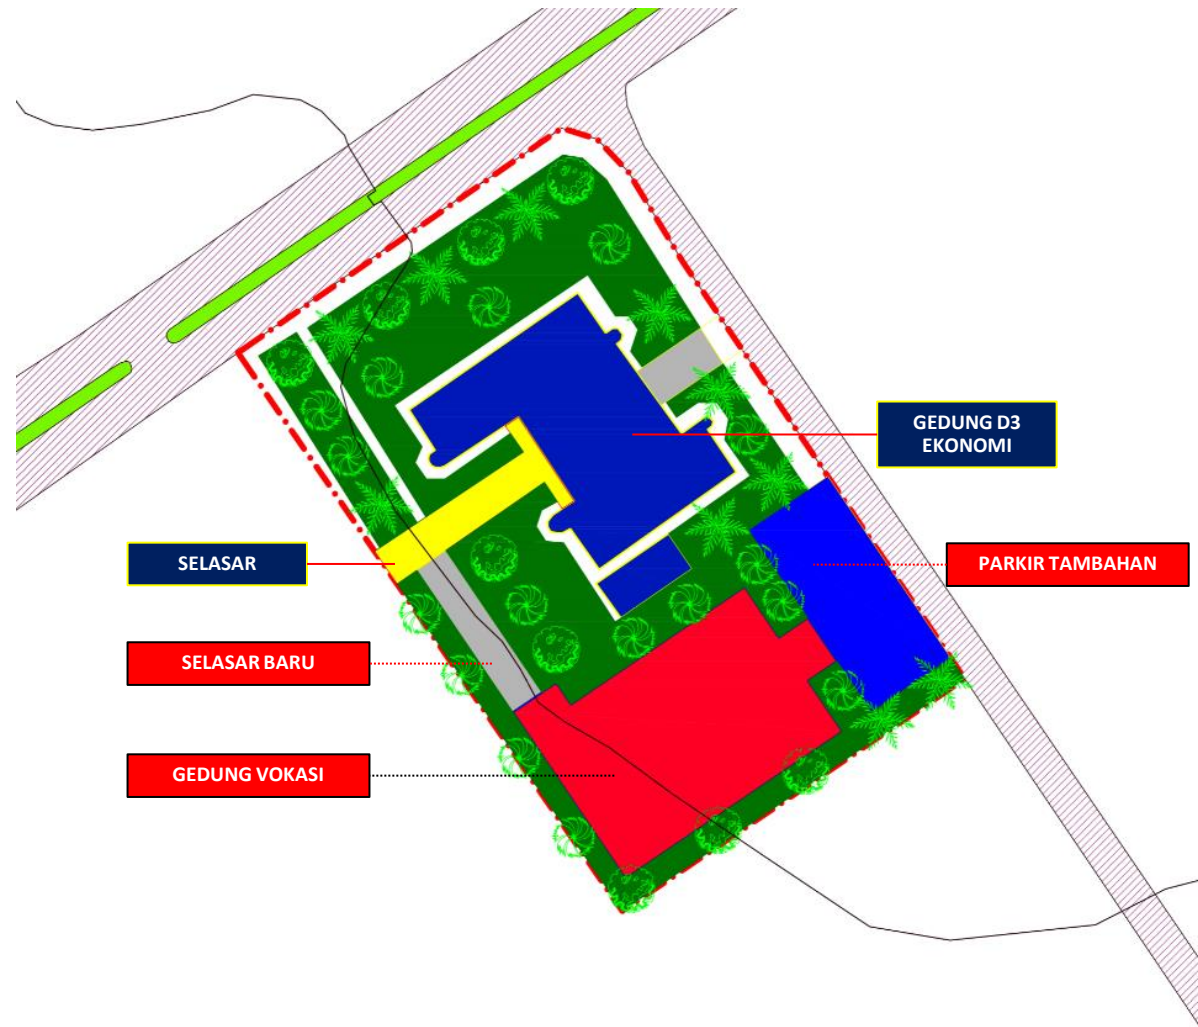 GEDUNG D3
EKONOMI
SELASAR
PARKIR TAMBAHAN
SELASAR BARU
GEDUNG VOKASI